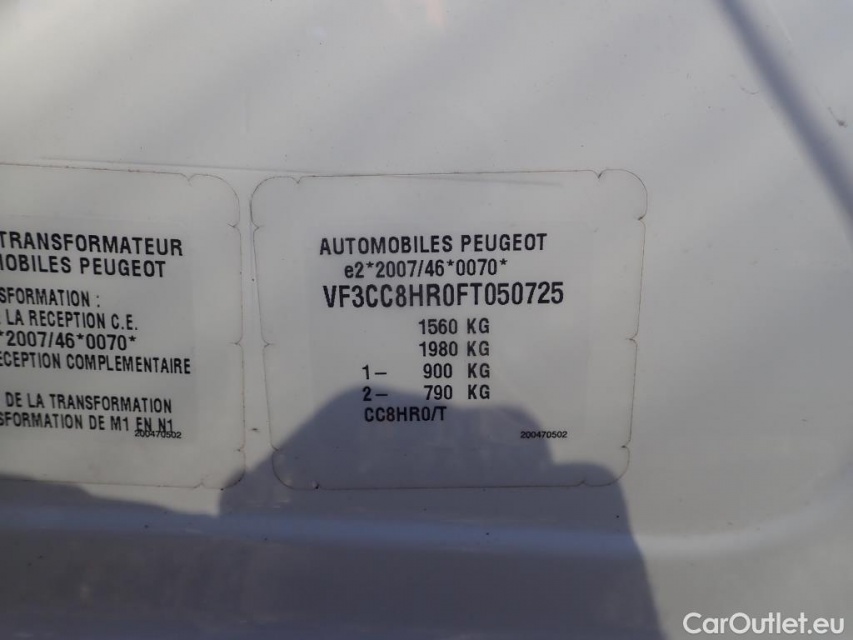 TRANSFORMATEUR
MOBILES PEUGEOT
SFORMATION :
LA RECEPTION C.E.
*2007/46*0070*
RECEPTION COMPLEMENTAIRE
DE LA TRANSFORMATION
SFORMATION DE M1 EN N1
200470502
AUTOMOBILES PEUGEOT
e2*2007/46*0070*
VF3CC8HR0FT050725
1560 KG
1980 KG
1– 900 KG
2– 790 KG
CC8HR0/T
200470502
CarOutlet.eu